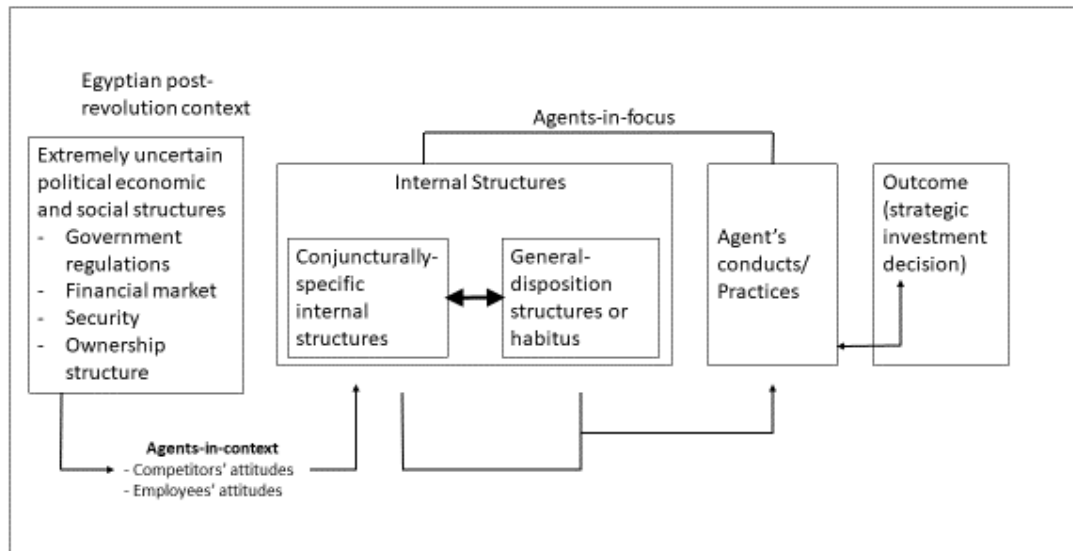 Egyptian post-
revolution context
Extremely uncertain
political economic
and social structures
- Government
regulations
- Financial market
- Security
- Ownership
structure
Agents-in-context
- Competitors' attitudes
- Employees' attitudes
Agents-in-focus
Internal Structures
Conjuncturally-
specific
internal
structures
General-
disposition
structures or
habitus
Agent's
conducts/
Practices
Outcome
(strategic
investment
decision)